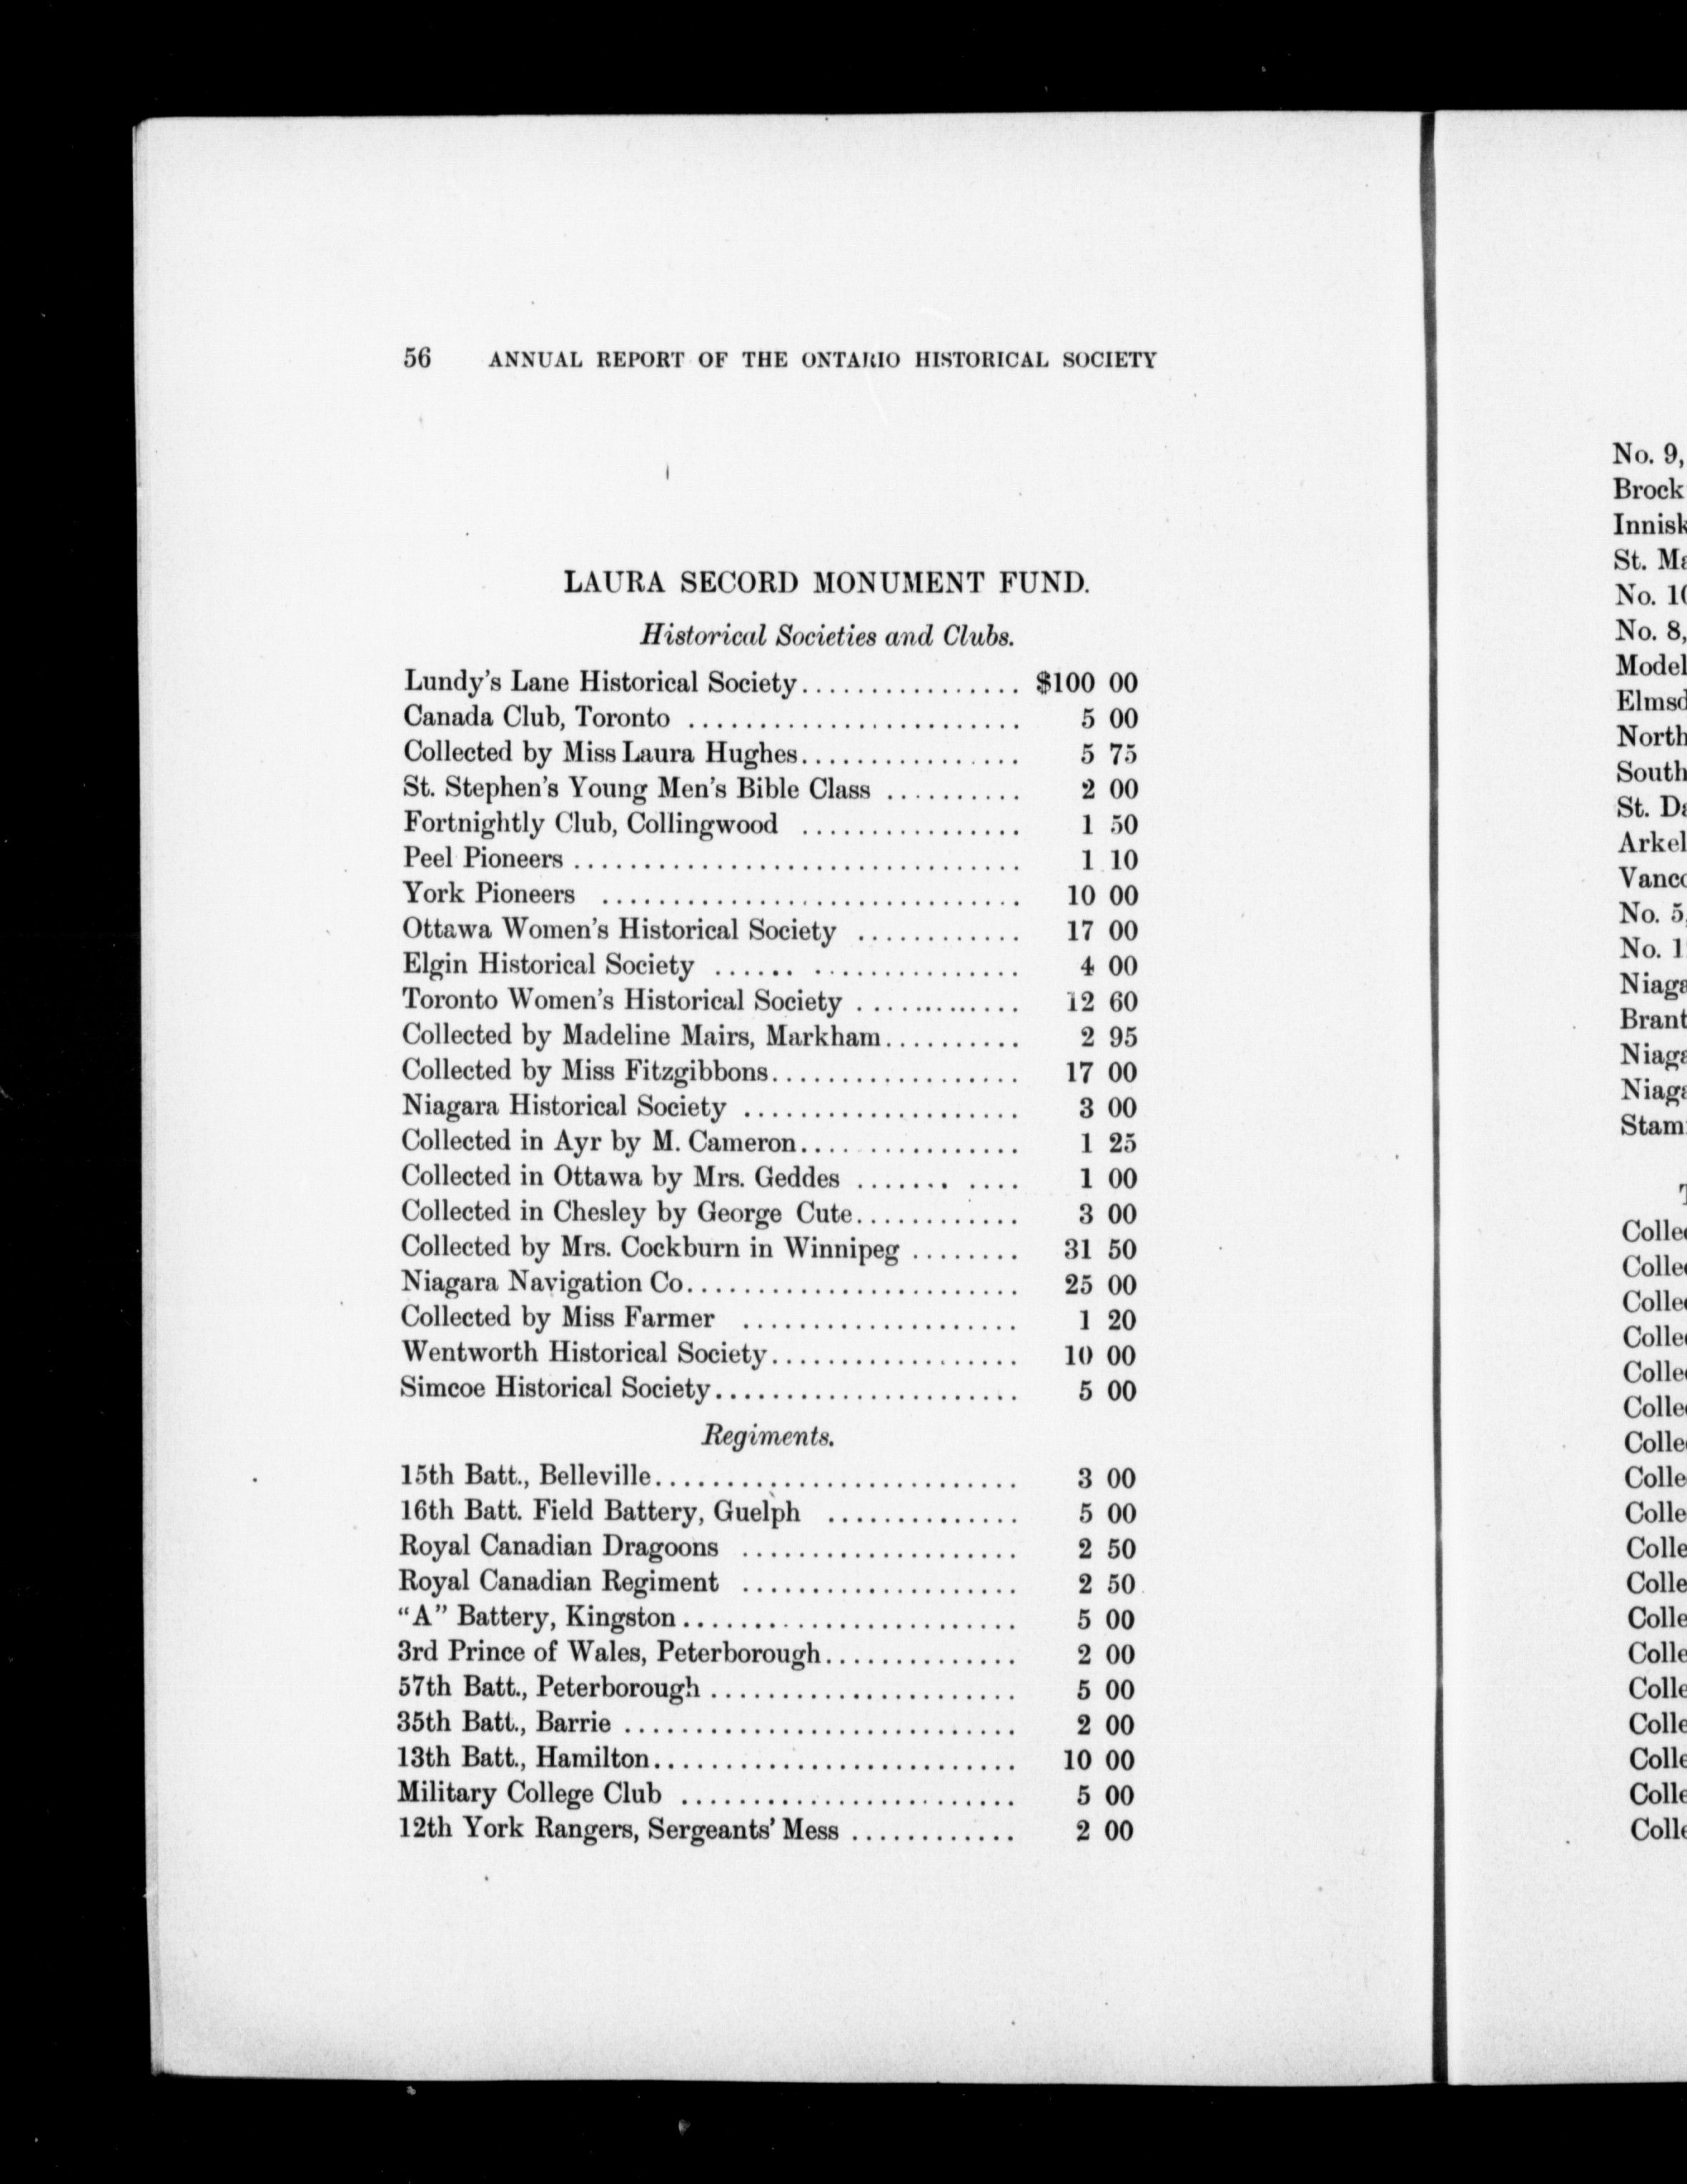 56 ANNUAL REPORT OF THE ONTARIO HISTORICAL SOCIETY
LAURA SECORD MONUMENT FUND.
Historical Societies and Clubs.
Lundy's Lane Historical Society................ $100 00
Canada Club, Toronto ........................ 5 00
Collected by Miss Laura Hughes................ 5 75
St. Stephen's Young Men's Bible Class .......... 2 00
Fortnightly Club, Collingwood ................ 1 50
Peel Pioneers ................................ 1 10
York Pioneers .............................. 10 00
Ottawa Women's Historical Society ............ 17 00
Elgin Historical Society ...... ............... 4 00
Toronto Women's Historical Society ............ 12 60
Collected by Madeline Mairs, Markham.......... 2 95
Collected by Miss Fitzgibbons.................. 17 00
Niagara Historical Society .................... 3 00
Collected in Ayr by M. Cameron................ 1 25
Collected in Ottawa by Mrs. Geddes ....... .... 1 00
Collected in Chesley by George Cute............ 3 00
Collected by Mrs. Cockburn in Winnipeg ........ 31 50
Niagara Navigation Co........................ 25 00
Collected by Miss Farmer .................... 1 20
Wentworth Historical Society.................. 10 00
Simcoe Historical Society...................... 5 00
Regiments.
15th Batt., Belleville.......................... 3 00
16th Batt. Field Battery, Guelph .............. 5 00
Royal Canadian Dragoons .................... 2 50
Royal Canadian Regiment .................... 2 50
"A" Battery, Kingston........................ 5 00
3rd Prince of Wales, Peterborough.............. 2 00
57th Batt., Peterborough ...................... 5 00
35th Batt., Barrie ............................ 2 00
13th Batt., Hamilton.......................... 10 00
Military College Club ........................ 5 00
12th York Rangers, Sergeants' Mess ............ 2 00
No. 9,
Brock
St.
No.
No. 8,
Model
North
South
St.
No. 5,
No. 1